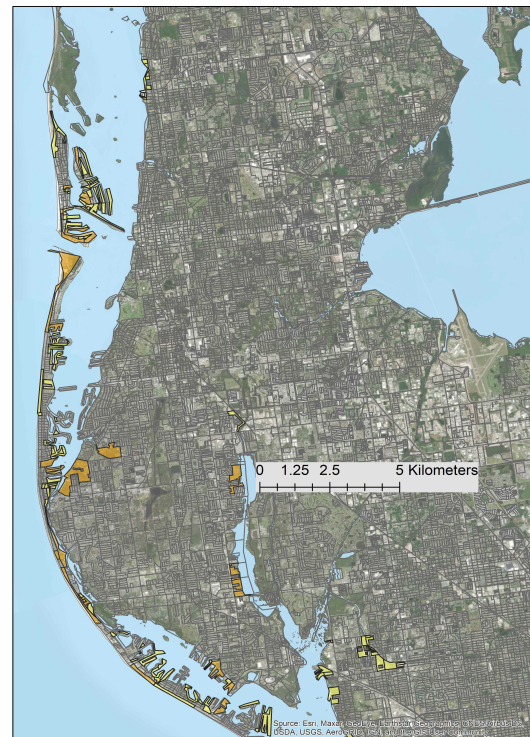 0 1.25 2.5 5 Kilometers
Source: Esri, Maxar, GeoEye, Earthstar Geographics, CNES/Airbus DS,
USDA, USGS, AeroGRID, IGN, and the GIS User Community